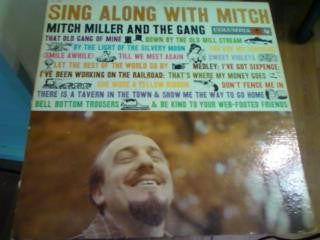 SING ALONG WITH MITCH
MITCH MILLER AND THE GANG COLUMBIA
THAT OLD GANG OF MINE DOWN BY THE OLD MILL STREAM
BY THE LIGHT OF THE SILVERY MOON YOU ARE MY SUNSHINE
SMILE AWHILE! TILL WE MEET AGAIN SWEET VIOLETS
LET THE REST OF THE WORLD GO BY MEDLEY: I'VE GOT SIXPENCE;
I'VE BEEN WORKING ON THE RAILROAD; THAT'S WHERE MY MONEY GOES
SHE WORE A YELLOW RIBBON DON'T FENCE ME IN
THERE IS A TAVERN IN THE TOWN & SHOW ME THE WAY TO GO HOME
BELL BOTTOM TROUSERS & BE KIND TO YOUR WEB-FOOTED FRIENDS